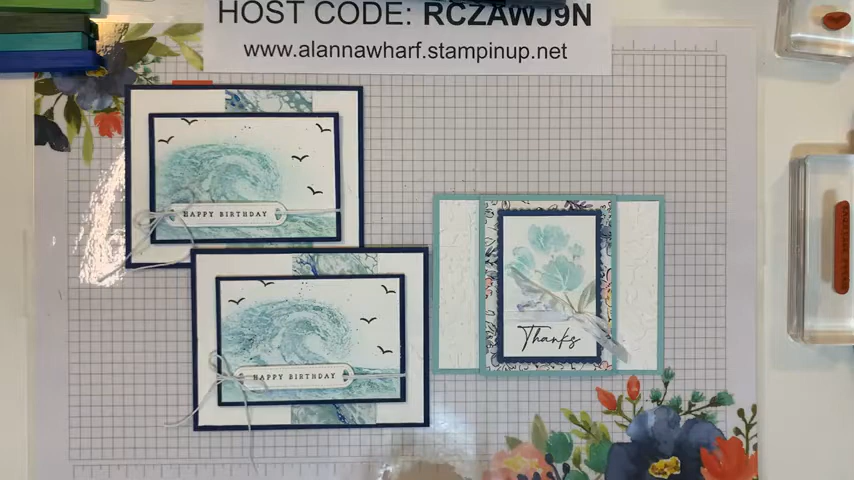 HOST CODE: RCZAWJ9N
www.alannawharf.stampinup.net
HAPPY BIRTHDAY
HAPPY BIRTHDAY
Thanks